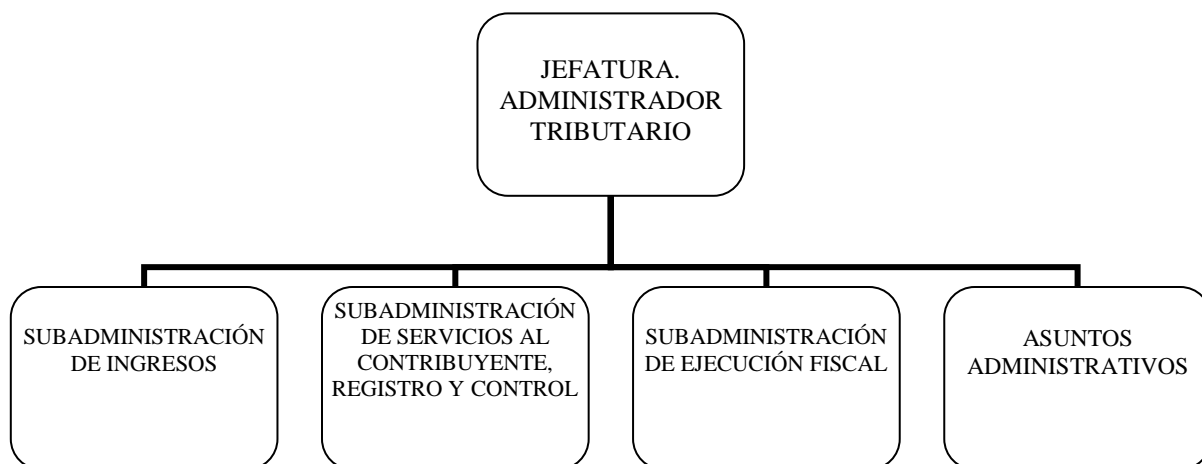 JEFATURA.
ADMINISTRADOR
TRIBUTARIO
SUBADMINISTRACIÓN
DE INGRESOS
SUBADMINISTRACIÓN
DE SERVICIOS AL
CONTRIBUYENTE,
REGISTRO Y CONTROL
SUBADMINISTRACIÓN
DE EJECUCIÓN FISCAL
ASUNTOS
ADMINISTRATIVOS